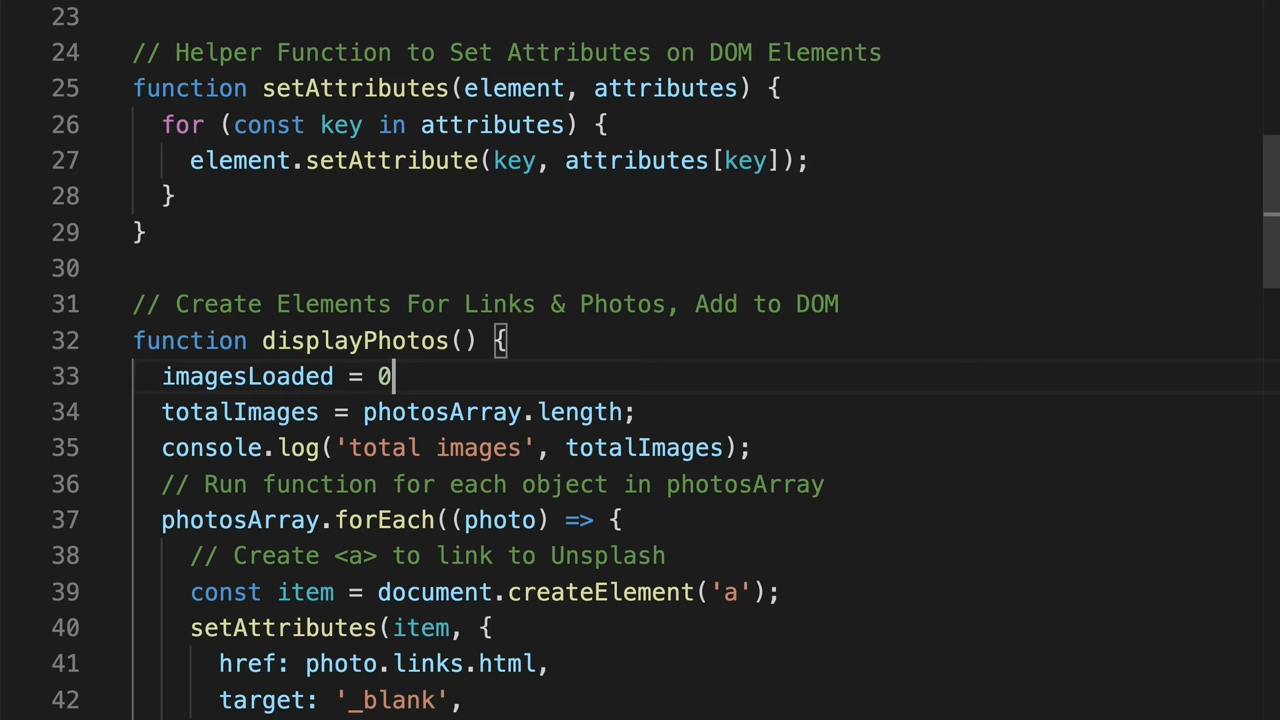 23
24 // Helper Function to Set Attributes on DOM Elements
25 function setAttributes(element, attributes) {
26   for (const key in attributes) {
27     element.setAttribute(key, attributes[key]);
28   }
29 }
30
31 // Create Elements For Links & Photos, Add to DOM
32 function displayPhotos() {
33   imagesLoaded = 0
34   totalImages = photosArray.length;
35   console.log('total images', totalImages);
36   // Run function for each object in photosArray
37   photosArray.forEach((photo) => {
38     // Create <a> to link to Unsplash
39     const item = document.createElement('a');
40     setAttributes(item, {
41       href: photo.links.html,
42       target: '_blank',